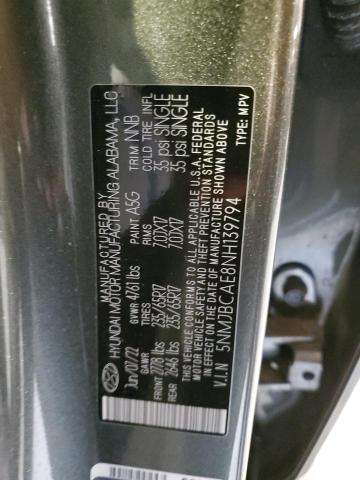 MANUFACTURED BY
HYUNDAI MOTOR MANUFACTURING ALABAMA, LLC
Jun/07/22 GVWR 4761 lbs PAINT A5G TRIM NNB
GAWR TIRES RIMS COLD TIRE INFL
FRONT 2778 lbs 235/65R17 7.0JX17 35 psi SINGLE
REAR 2646 lbs 235/65R17 7.0JX17 35 psi SINGLE
THIS VEHICLE CONFORMS TO ALL APPLICABLE U.S.A. FEDERAL
MOTOR VEHICLE SAFETY, BUMPER, AND THEFT PREVENTION STANDARDS
IN EFFECT ON THE DATE OF MANUFACTURE SHOWN ABOVE.
V.I.N 5NMJBCAE8NH139794 TYPE: MPV